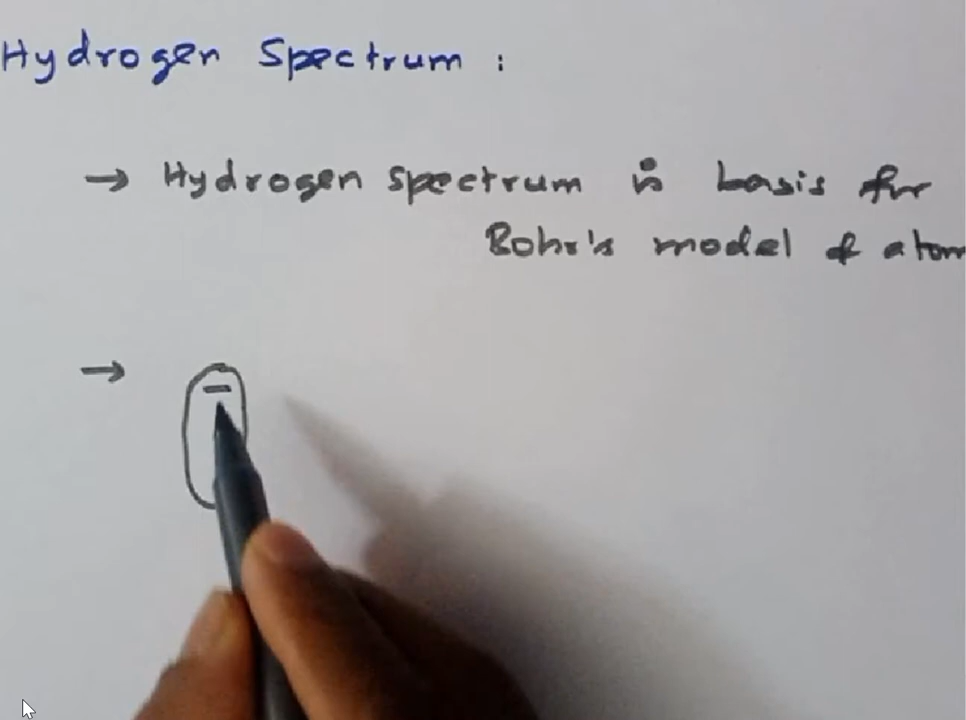 Hydrogen Spectrum :
→ Hydrogen spectrum is basis for
Bohr's model of atom
→